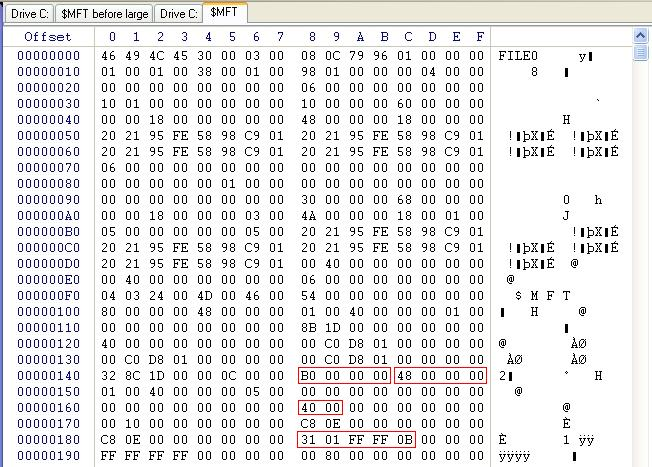 Drive C: $MFT before large Drive C: $MFT
Offset 0 1 2 3 4 5 6 7 8 9 A B C D E F
00000000 46 49 4C 45 30 00 03 00 08 0C 79 96 01 00 00 00 FILE0 y▮
00000010 01 00 01 00 38 00 01 00 98 01 00 00 00 04 00 00 8 ▮
00000020 00 00 00 00 00 00 00 00 06 00 00 00 00 00 00 00
00000030 10 01 00 00 00 00 00 00 10 00 00 00 60 00 00 00 `
00000040 00 00 18 00 00 00 00 00 48 00 00 00 18 00 00 00 H
00000050 20 21 95 FE 58 98 C9 01 20 21 95 FE 58 98 C9 01 !▮þX▮É !▮þX▮É
00000060 20 21 95 FE 58 98 C9 01 20 21 95 FE 58 98 C9 01 !▮þX▮É !▮þX▮É
00000070 06 00 00 00 00 00 00 00 00 00 00 00 00 00 00 00
00000080 00 00 00 00 00 01 00 00 00 00 00 00 00 00 00 00
00000090 00 00 00 00 00 00 00 00 30 00 00 00 68 00 00 00 0 h
000000A0 00 00 18 00 00 00 03 00 4A 00 00 00 18 00 01 00 J
000000B0 05 00 00 00 00 00 05 00 20 21 95 FE 58 98 C9 01 !▮þX▮É
000000C0 20 21 95 FE 58 98 C9 01 20 21 95 FE 58 98 C9 01 !▮þX▮É !▮þX▮É
000000D0 20 21 95 FE 58 98 C9 01 00 40 00 00 00 00 00 00 !▮þX▮É @
000000E0 00 40 00 00 00 00 00 00 06 00 00 00 00 00 00 00 @
000000F0 04 03 24 00 4D 00 46 00 54 00 00 00 00 00 00 00 $ M F T
00000100 80 00 00 00 48 00 00 00 01 00 40 00 00 00 01 00 ▮ H @
00000110 00 00 00 00 00 00 00 00 8B 1D 00 00 00 00 00 00 ▮
00000120 40 00 00 00 00 00 00 00 00 00 C0 D8 01 00 00 00 @ ÀØ
00000130 00 00 C0 D8 01 00 00 00 00 00 C0 D8 01 00 00 00 ÀØ ÀØ
00000140 32 8C 1D 00 00 0C 00 00 B0 00 00 00 48 00 00 00 2▮ ° H
00000150 01 00 40 00 00 00 05 00 00 00 00 00 00 00 00 00 @
00000160 00 00 00 00 00 00 00 00 40 00 00 00 00 00 00 00 @
00000170 00 10 00 00 00 00 00 00 C8 0E 00 00 00 00 00 00 È
00000180 C8 0E 00 00 00 00 00 00 31 01 FF FF 0B 00 00 00 È 1 ÿÿ
00000190 FF FF FF FF 00 00 00 00 00 80 00 00 00 00 00 00 ÿÿÿÿ ▮